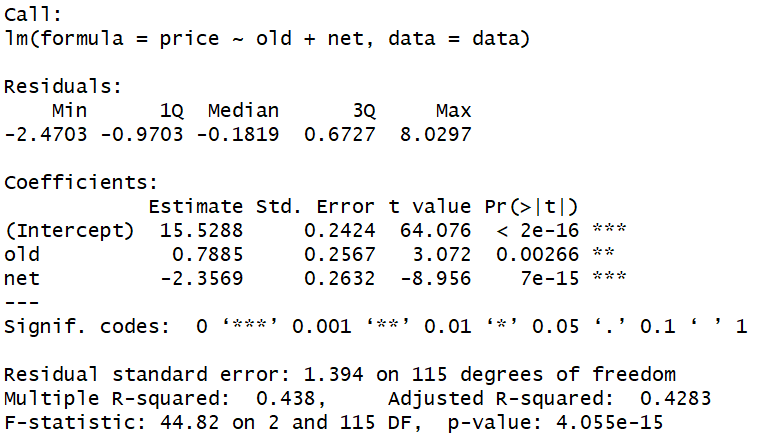 Call:
lm(formula = price ~ old + net, data = data)
Residuals:
    Min      1Q  Median      3Q     Max
-2.4703 -0.9703 -0.1819  0.6727  8.0297
Coefficients:
            Estimate Std. Error t value Pr(>|t|)
(Intercept)  15.5288     0.2424  64.076  < 2e-16 ***
old           0.7885     0.2567   3.072  0.00266 **
net          -2.3569     0.2632  -8.956    7e-15 ***
---
Signif. codes:  0 ‘***’ 0.001 ‘**’ 0.01 ‘*’ 0.05 ‘.’ 0.1 ‘ ’ 1
Residual standard error: 1.394 on 115 degrees of freedom
Multiple R-squared:  0.438,     Adjusted R-squared:  0.4283
F-statistic: 44.82 on 2 and 115 DF,  p-value: 4.055e-15